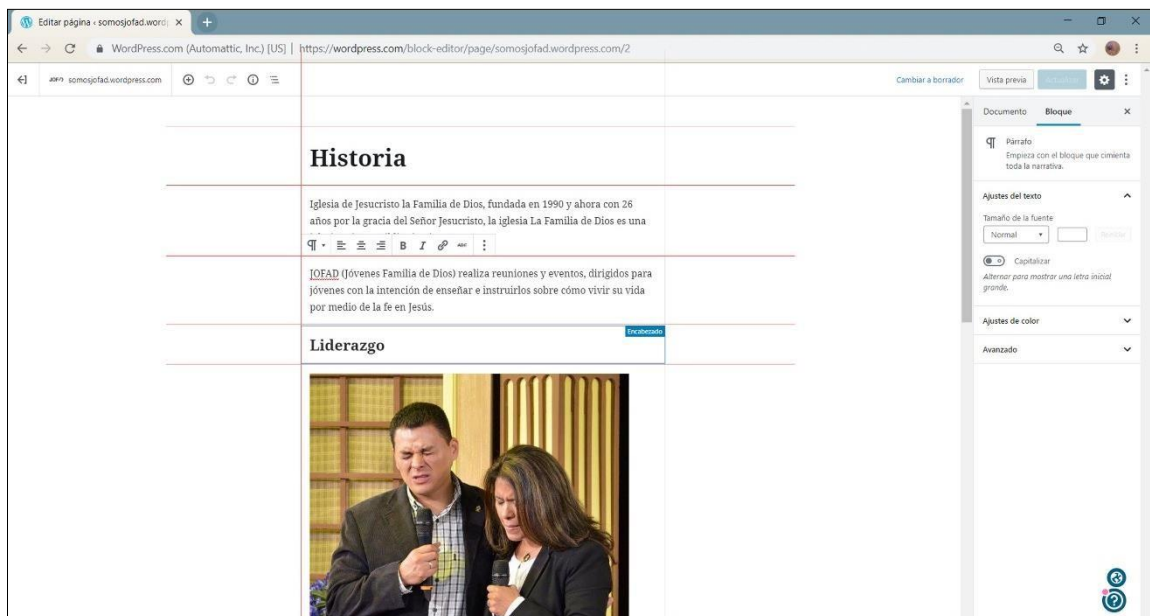 Editar página ‹ somosjofad.word
WordPress.com (Automattic, Inc.) [US] | https://wordpress.com/block-editor/page/somosjofad.wordpress.com/2
somosjofad.wordpress.com
Cambiar a borrador
Vista previa
Documento Bloque
Párrafo
Empieza con el bloque que cimienta
toda la narrativa.
Ajustes del texto
Tamaño de la fuente
Normal
Capitalizar
Alternar para mostrar una letra inicial
grande.
Ajustes de color
Avanzado
Historia
Iglesia de Jesucristo la Familia de Dios, fundada en 1990 y ahora con 26
años por la gracia del Señor Jesucristo, la iglesia La Familia de Dios es una
B I ABC
JOFAD (Jóvenes Familia de Dios) realiza reuniones y eventos, dirigidos para
jóvenes con la intención de enseñar e instruirlos sobre cómo vivir su vida
por medio de la fe en Jesús.
Encabezado
Liderazgo